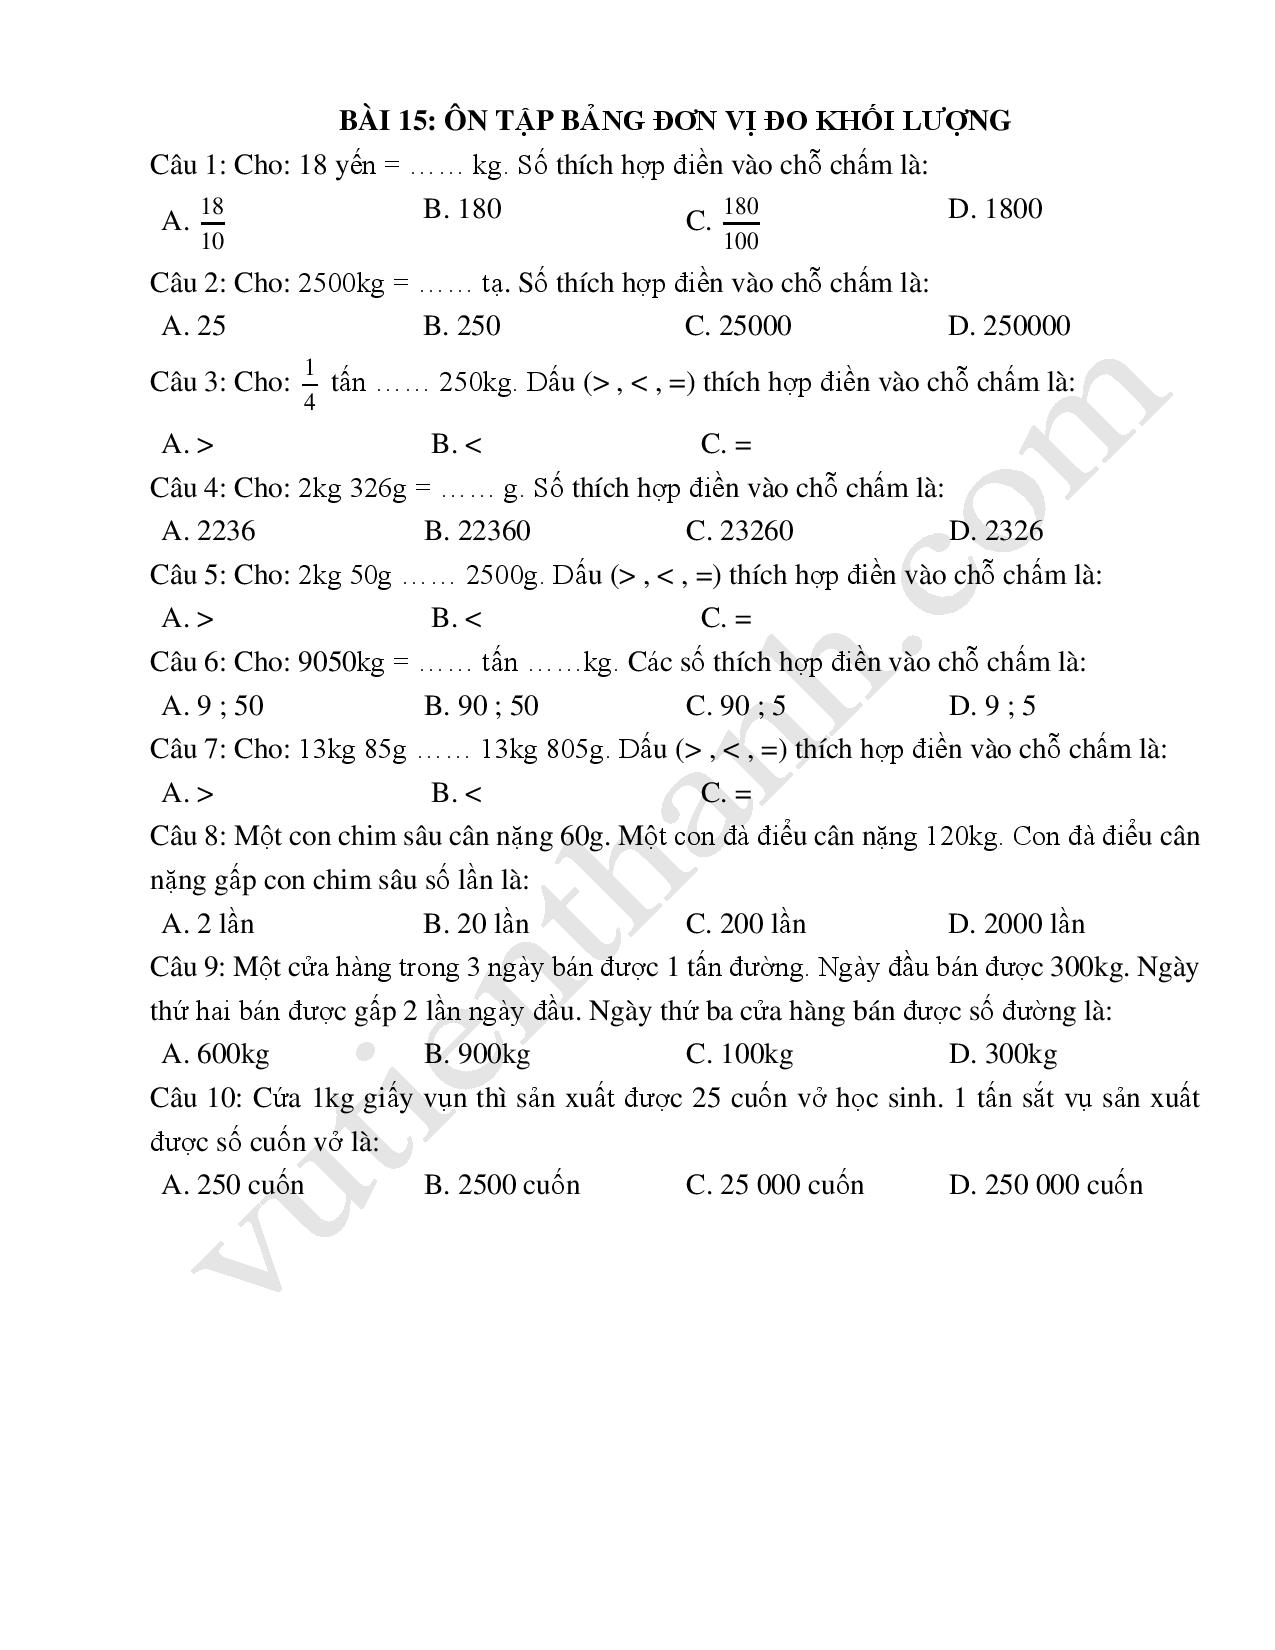 BÀI 15: ÔN TẬP BẢNG ĐƠN VỊ ĐO KHỐI LƯỢNG
Câu 1: Cho: 18 yến = …… kg. Số thích hợp điền vào chỗ chấm là:
A. 18/10 B. 180 C. 180/100 D. 1800
Câu 2: Cho: 2500kg = …… tạ. Số thích hợp điền vào chỗ chấm là:
A. 25 B. 250 C. 25000 D. 250000
Câu 3: Cho: 1/4 tấn …… 250kg. Dấu (> , < , =) thích hợp điền vào chỗ chấm là:
A. > B. < C. =
Câu 4: Cho: 2kg 326g = …… g. Số thích hợp điền vào chỗ chấm là:
A. 2236 B. 22360 C. 23260 D. 2326
Câu 5: Cho: 2kg 50g …… 2500g. Dấu (> , < , =) thích hợp điền vào chỗ chấm là:
A. > B. < C. =
Câu 6: Cho: 9050kg = …… tấn ……kg. Các số thích hợp điền vào chỗ chấm là:
A. 9 ; 50 B. 90 ; 50 C. 90 ; 5 D. 9 ; 5
Câu 7: Cho: 13kg 85g …… 13kg 805g. Dấu (> , < , =) thích hợp điền vào chỗ chấm là:
A. > B. < C. =
Câu 8: Một con chim sâu cân nặng 60g. Một con đà điểu cân nặng 120kg. Con đà điểu cân
nặng gấp con chim sâu số lần là:
A. 2 lần B. 20 lần C. 200 lần D. 2000 lần
Câu 9: Một cửa hàng trong 3 ngày bán được 1 tấn đường. Ngày đầu bán được 300kg. Ngày
thứ hai bán được gấp 2 lần ngày đầu. Ngày thứ ba cửa hàng bán được số đường là:
A. 600kg B. 900kg C. 100kg D. 300kg
Câu 10: Cứa 1kg giấy vụn thì sản xuất được 25 cuốn vở học sinh. 1 tấn sắt vụ sản xuất
được số cuốn vở là:
A. 250 cuốn B. 2500 cuốn C. 25 000 cuốn D. 250 000 cuốn
vutienthanh.com